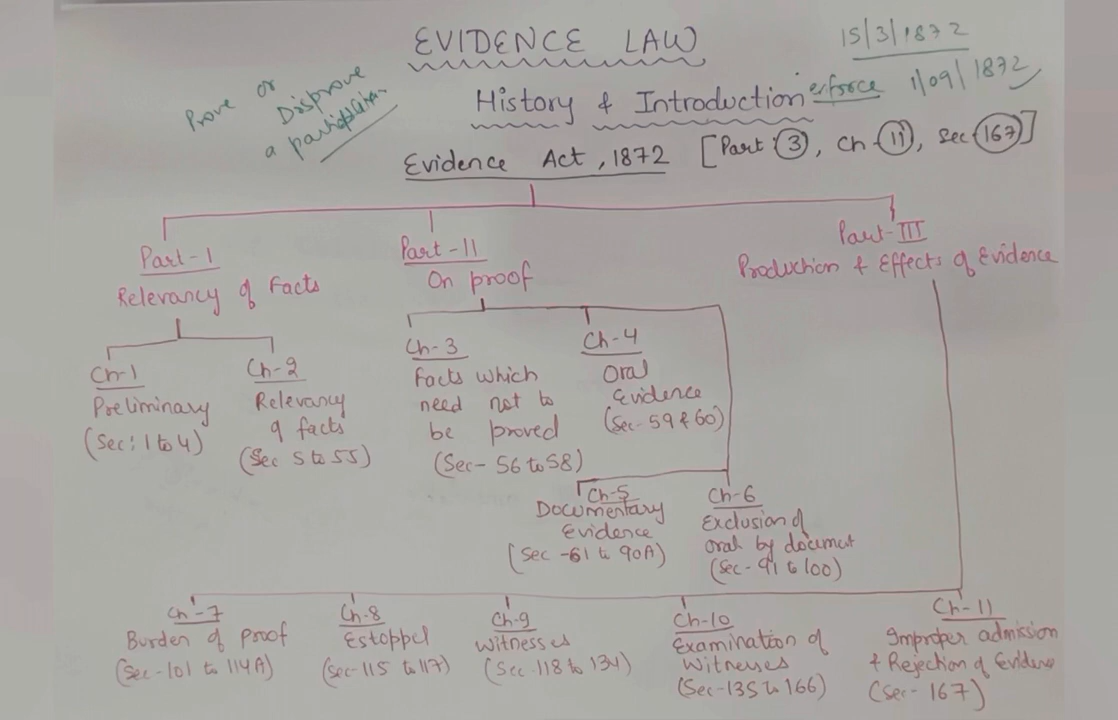 EVIDENCE LAW
15/3/1872
Prove or
Disprove
a
History & Introduction
enforce 1/09/1872
Evidence Act, 1872 [Part 3, Ch-11, Sec 167]
Part-I
Relevancy of Facts
Part-II
On proof
Part-III
Production & Effects of Evidence
Ch-1
Preliminary
(Sec: 1 to 4)
Ch-2
Relevancy
of facts
(Sec 5 to 55)
Ch-3
Facts which
need not to
be proved
(Sec- 56 to 58)
Ch-4
Oral
Evidence
(Sec- 59 & 60)
Ch-5
Documentary
Evidence
(Sec -61 to 90A)
Ch-6
Exclusion of
oral by document
(Sec- 91 to 100)
Ch-7
Burden of proof
(Sec-101 to 114A)
Ch-8
Estoppel
(Sec-115 to 117)
Ch-9
Witnesses
(Sec-118 to 134)
Ch-10
Examination of
Witnesses
(Sec-135 to 166)
Ch-11
Improper admission
& Rejection of Evidence
(Sec- 167)